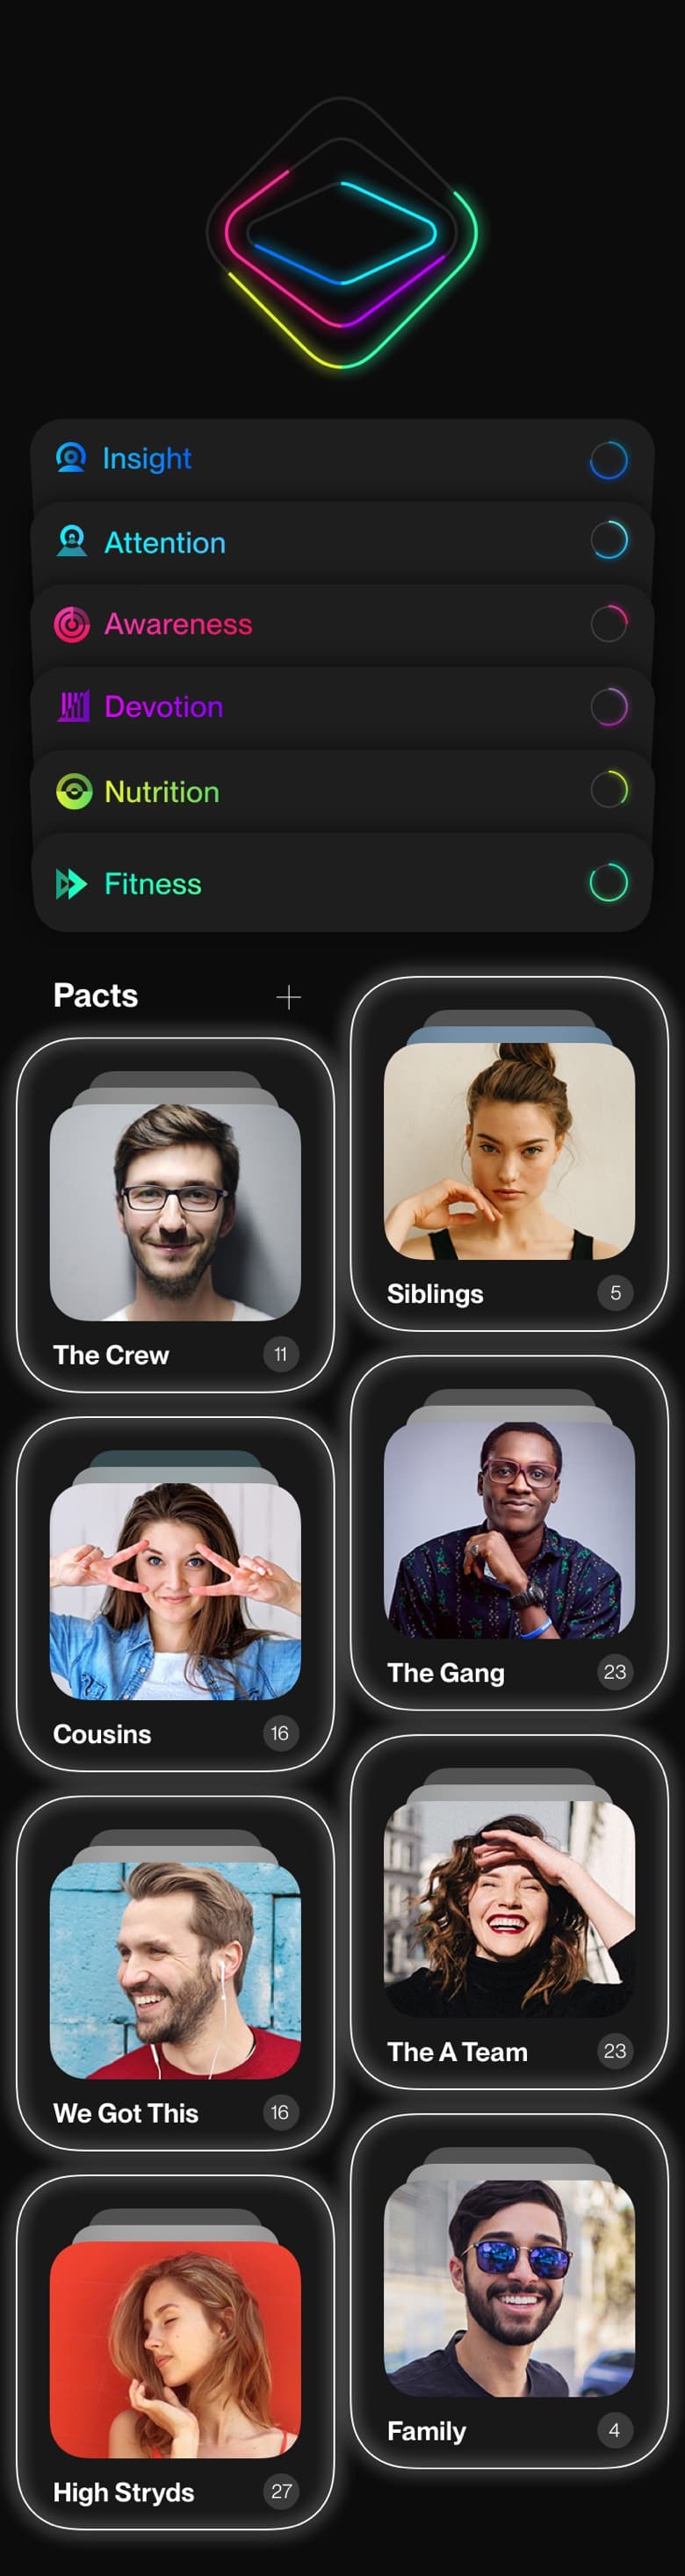 Insight
Attention
Awareness
Devotion
Nutrition
Fitness
Pacts
The Crew 11
Siblings 5
Cousins 16
The Gang 23
We Got This 16
The A Team 23
High Stryds 27
Family 4